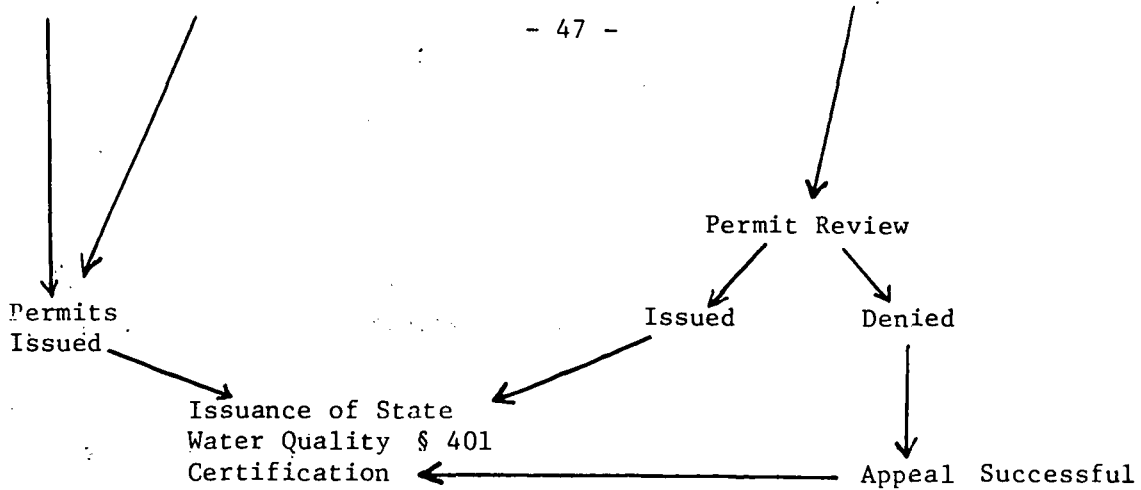 - 47 -
Permit Review
Permits
Issued
Issued
Denied
Issuance of State
Water Quality § 401
Certification
Appeal Successful